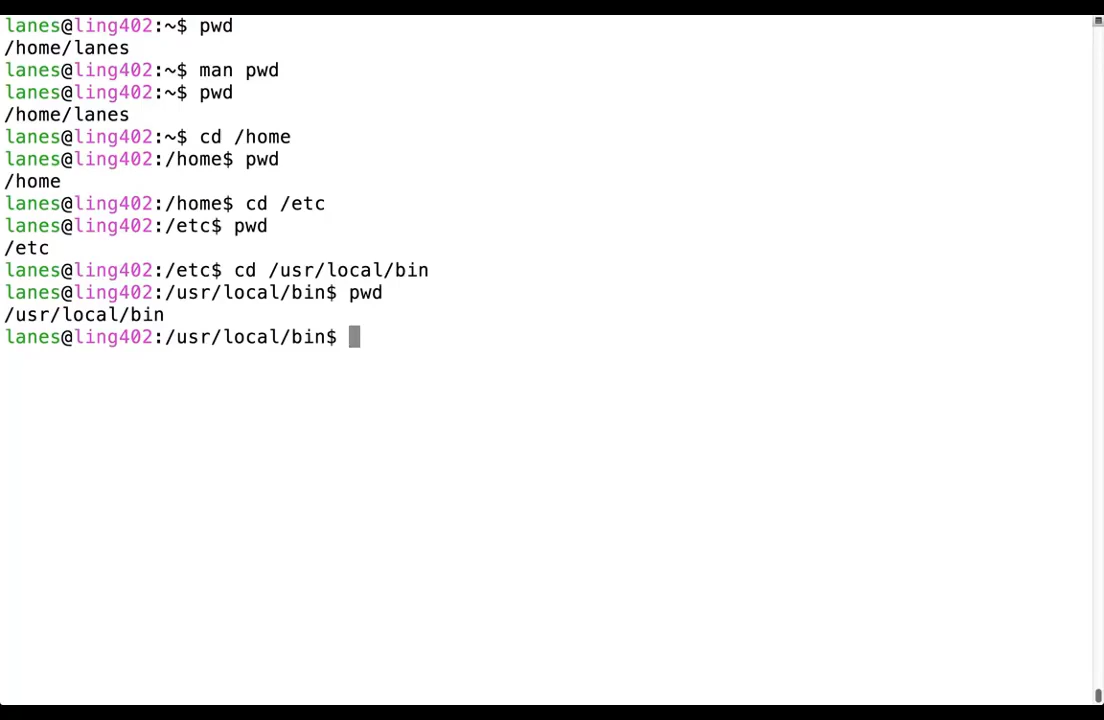 lanes@ling402:~$ pwd
/home/lanes
lanes@ling402:~$ man pwd
lanes@ling402:~$ pwd
/home/lanes
lanes@ling402:~$ cd /home
lanes@ling402:/home$ pwd
/home
lanes@ling402:/home$ cd /etc
lanes@ling402:/etc$ pwd
/etc
lanes@ling402:/etc$ cd /usr/local/bin
lanes@ling402:/usr/local/bin$ pwd
/usr/local/bin
lanes@ling402:/usr/local/bin$